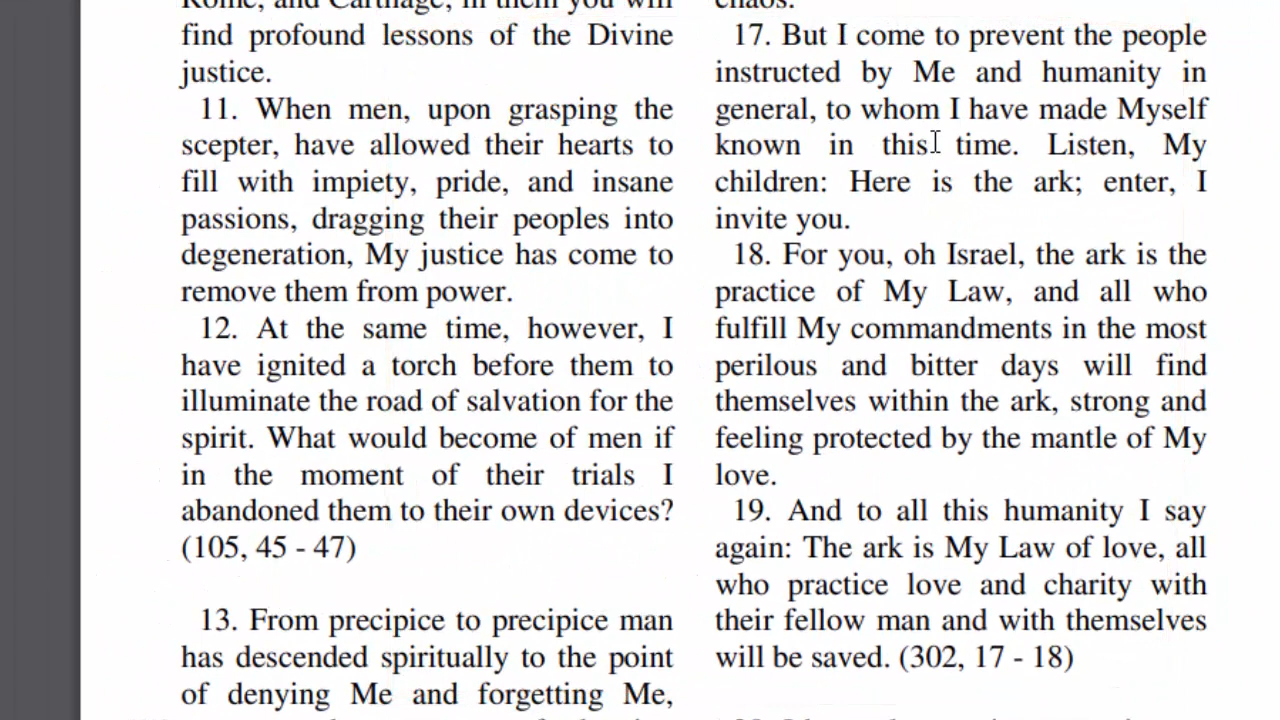 Rome, and Carthage, in them you will
find profound lessons of the Divine
justice.
11. When men, upon grasping the
scepter, have allowed their hearts to
fill with impiety, pride, and insane
passions, dragging their peoples into
degeneration, My justice has come to
remove them from power.
12. At the same time, however, I
have ignited a torch before them to
illuminate the road of salvation for the
spirit. What would become of men if
in the moment of their trials I
abandoned them to their own devices?
(105, 45 - 47)
13. From precipice to precipice man
has descended spiritually to the point
of denying Me and forgetting Me,
chaos.
17. But I come to prevent the people
instructed by Me and humanity in
general, to whom I have made Myself
known in this time. Listen, My
children: Here is the ark; enter, I
invite you.
18. For you, oh Israel, the ark is the
practice of My Law, and all who
fulfill My commandments in the most
perilous and bitter days will find
themselves within the ark, strong and
feeling protected by the mantle of My
love.
19. And to all this humanity I say
again: The ark is My Law of love, all
who practice love and charity with
their fellow man and with themselves
will be saved. (302, 17 - 18)